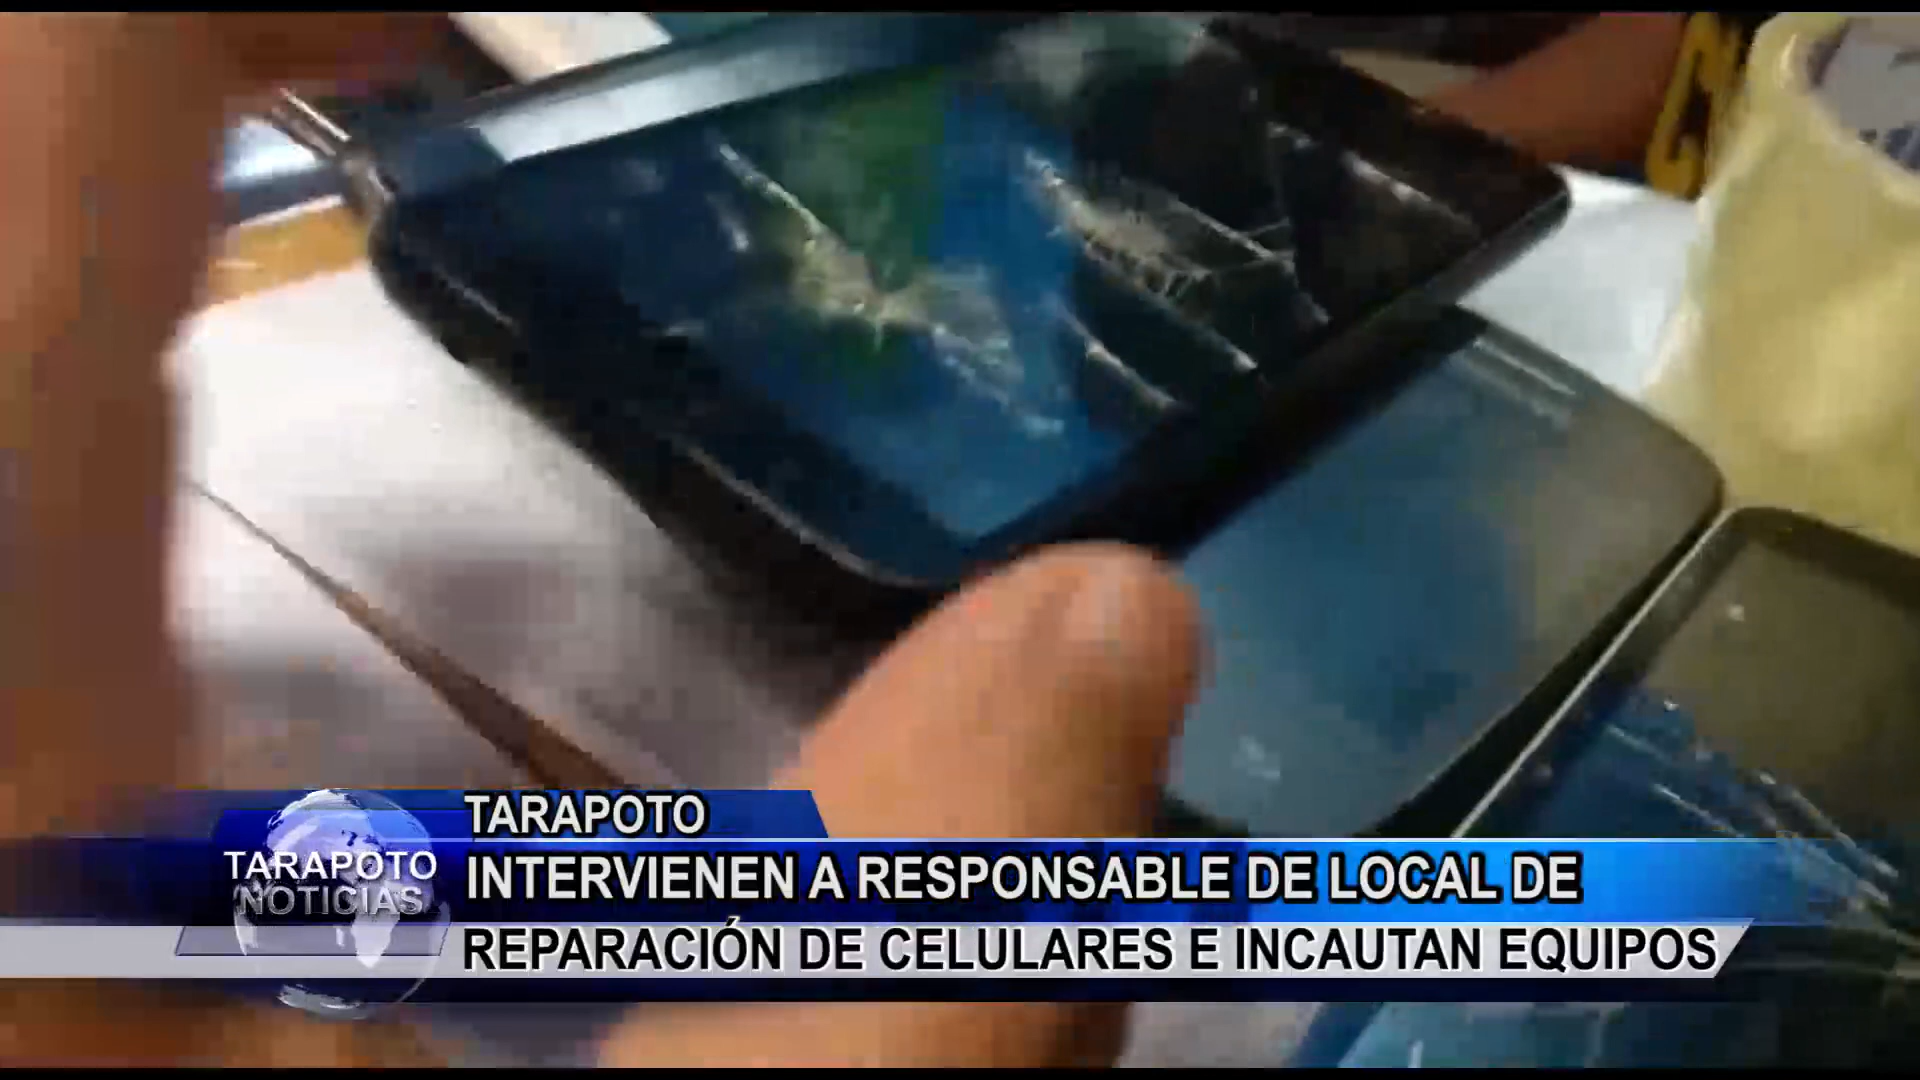 TARAPOTO
INTERVIENEN A RESPONSABLE DE LOCAL DE
REPARACIÓN DE CELULARES E INCAUTAN EQUIPOS
TARAPOTO
NOTICIAS